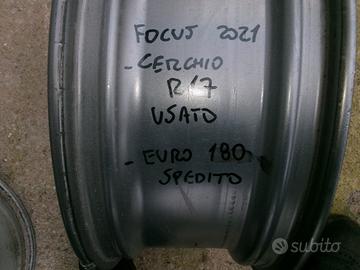 FOCUS 2021
- CERCHIO
R17
USATO
- EURO 180
SPEDITO
subito